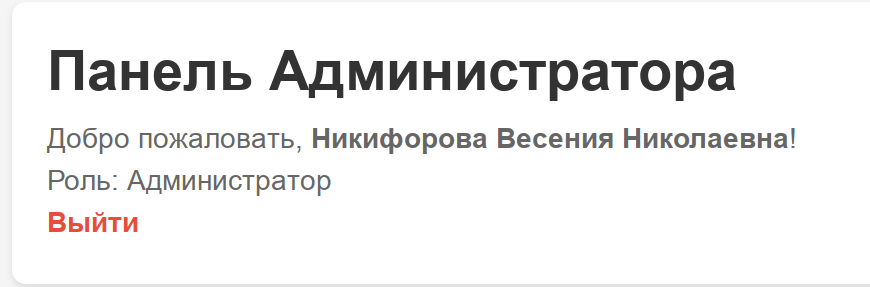 Панель Администратора
Добро пожаловать, Никифорова Весения Николаевна!
Роль: Администратор
Выйти